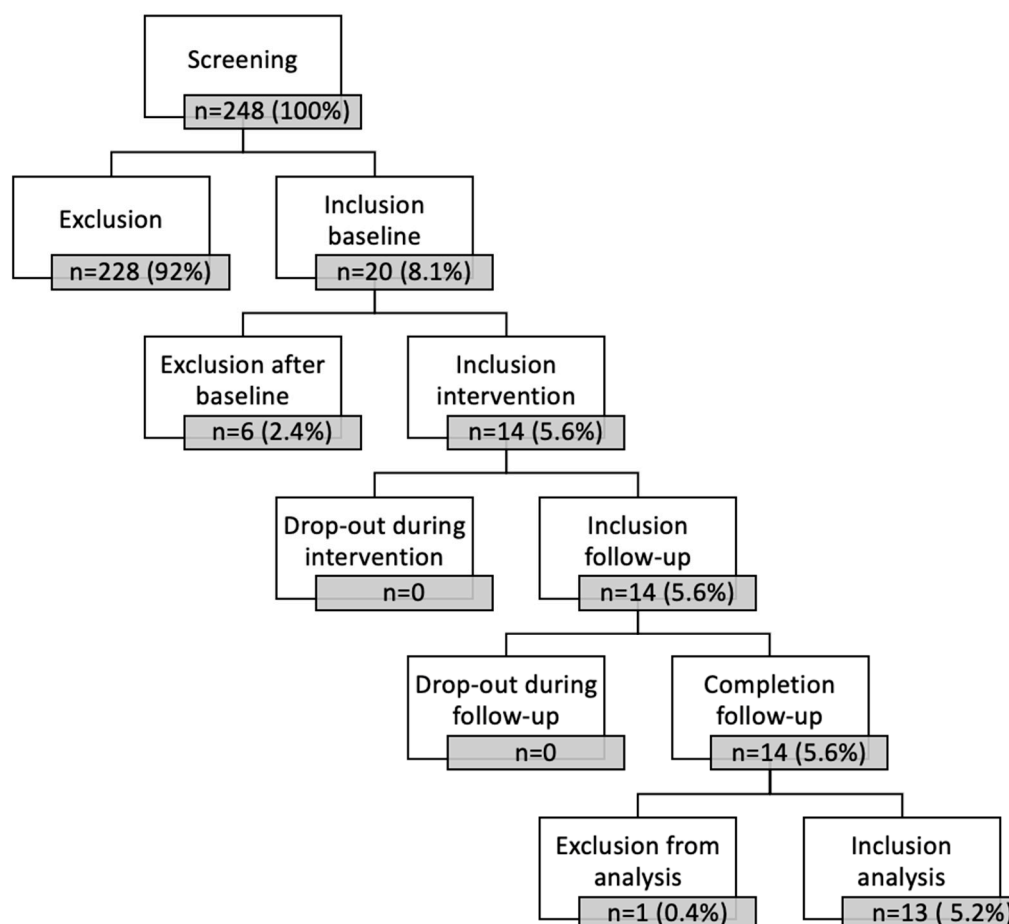 Screening
n=248 (100%)
Exclusion
n=228 (92%)
Inclusion
baseline
n=20 (8.1%)
Exclusion after
baseline
n=6 (2.4%)
Inclusion
intervention
n=14 (5.6%)
Drop-out during
intervention
n=0
Inclusion
follow-up
n=14 (5.6%)
Drop-out during
follow-up
n=0
Completion
follow-up
n=14 (5.6%)
Exclusion from
analysis
n=1 (0.4%)
Inclusion
analysis
n=13 ( 5.2%)